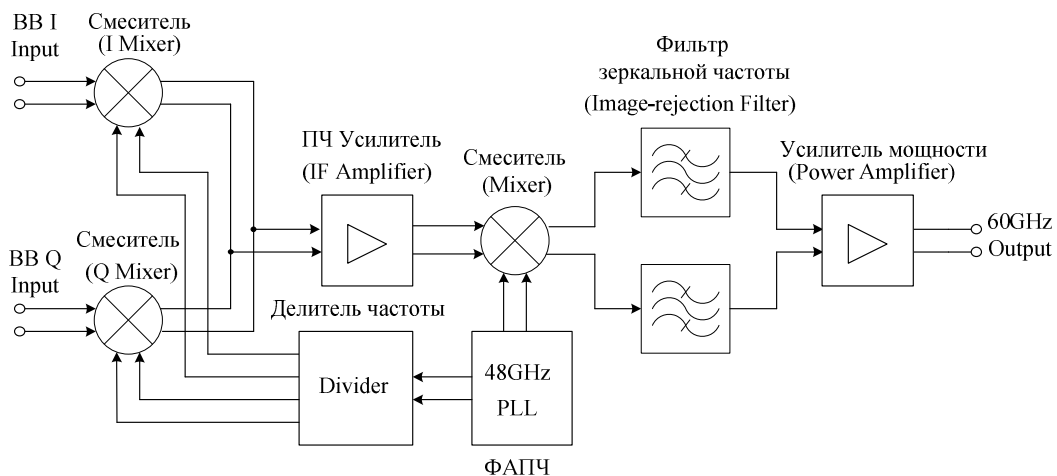 BB I
Input
Смеситель
(I Mixer)
Фильтр
зеркальной частоты
(Image-rejection Filter)
ПЧ Усилитель
(IF Amplifier)
Смеситель
(Mixer)
Усилитель мощности
(Power Amplifier)
60GHz
Output
BB Q
Input
Смеситель
(Q Mixer)
Делитель частоты
Divider
48GHz
PLL
ФАПЧ